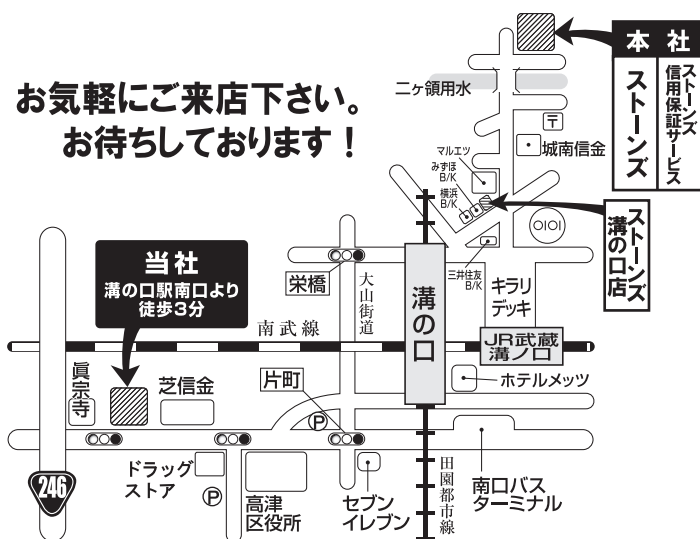 お気軽にご来店下さい。
お待ちしております！
本社
ストーンズ
ストーンズ
信用保証サービス
二ヶ領用水
〒
城南信金
マルエツ
みずほ
B/K
横浜
B/K
OIOI
ストーンズ
溝の口店
三井住友
B/K
キラリ
デッキ
当社
溝の口駅南口より
徒歩3分
栄橋
大山街道
溝の口
南武線
JR武蔵
溝ノ口
眞宗寺
芝信金
片町
ホテルメッツ
P
246
ドラッグ
ストア
P
高津
区役所
セブン
イレブン
田園都市線
南口バス
ターミナル